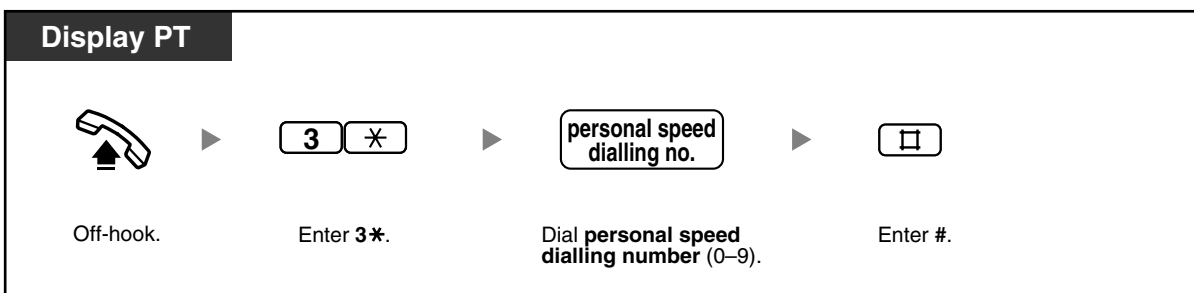 Display PT
3 ✱
personal speed
dialling no.
#
Off-hook.
Enter 3✱.
Dial personal speed
dialling number (0–9).
Enter #.